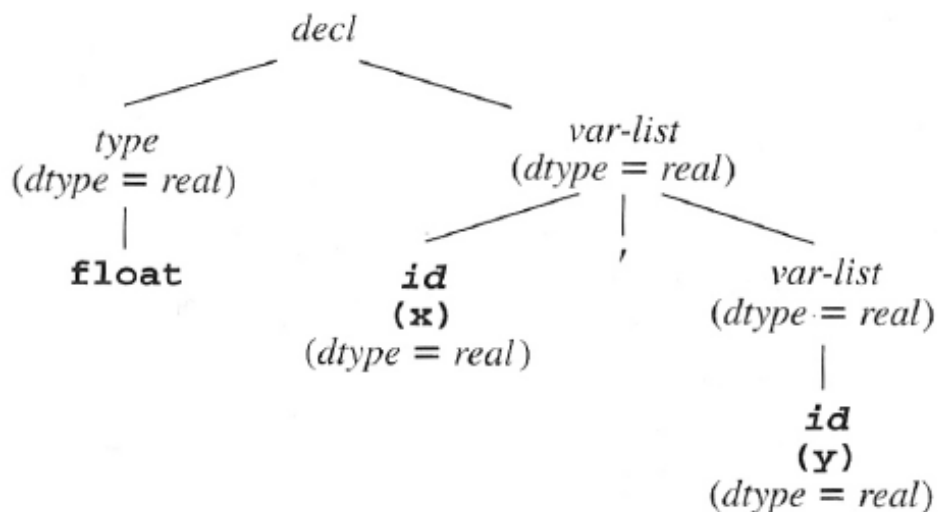 decl
type
(dtype = real)
var-list
(dtype = real)
float
id
(x)
(dtype = real)
,
var-list
(dtype = real)
id
(y)
(dtype = real)